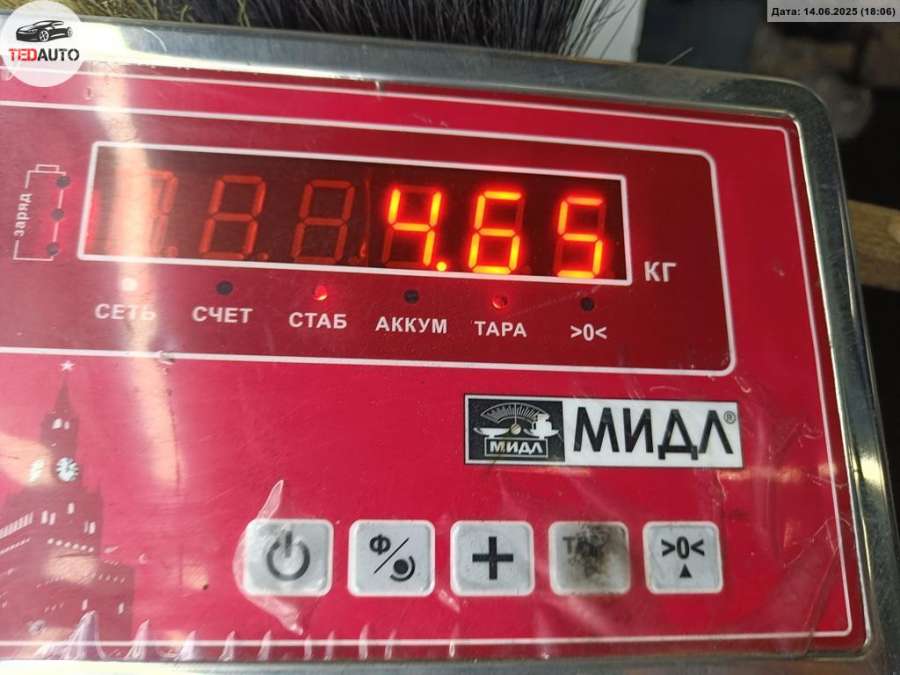 Дата: 14.06.2025 (18:06)
TEDAUTO
заряд
4.65
КГ
СЕТЬ СЧЕТ СТАБ АККУМ ТАРА >0<
МИДЛ МИДЛ®
Ф >0<